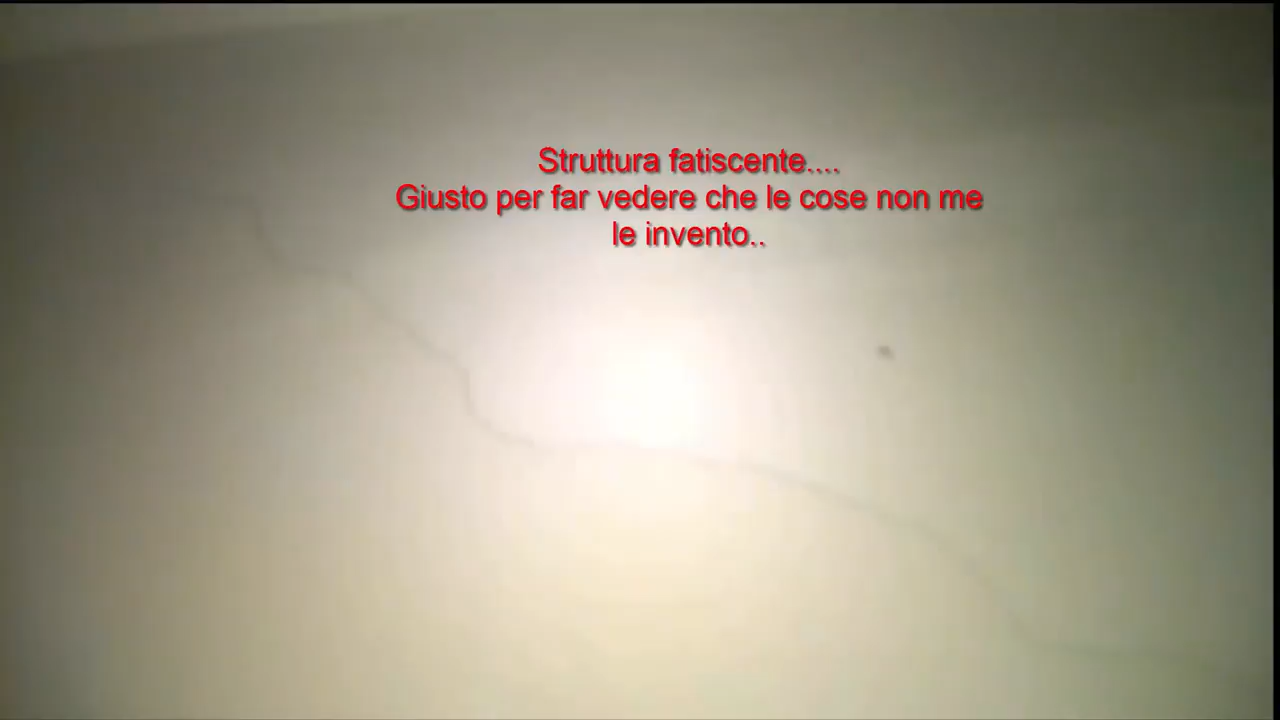 Struttura fatiscente....
Giusto per far vedere che le cose non me
le invento..